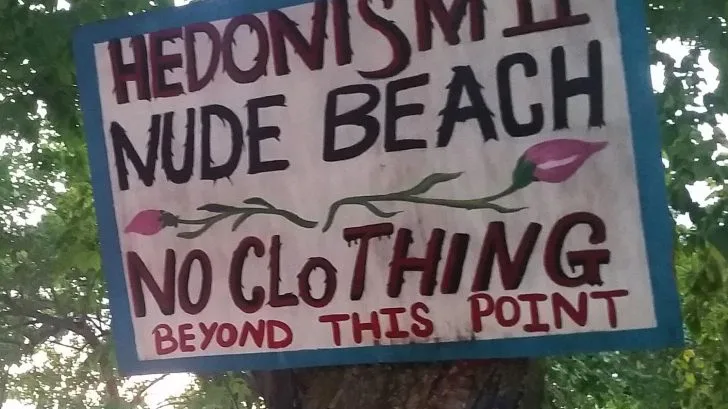 HEDONISM II
NUDE BEACH
NO CLoTHING
BEYOND THIS POINT